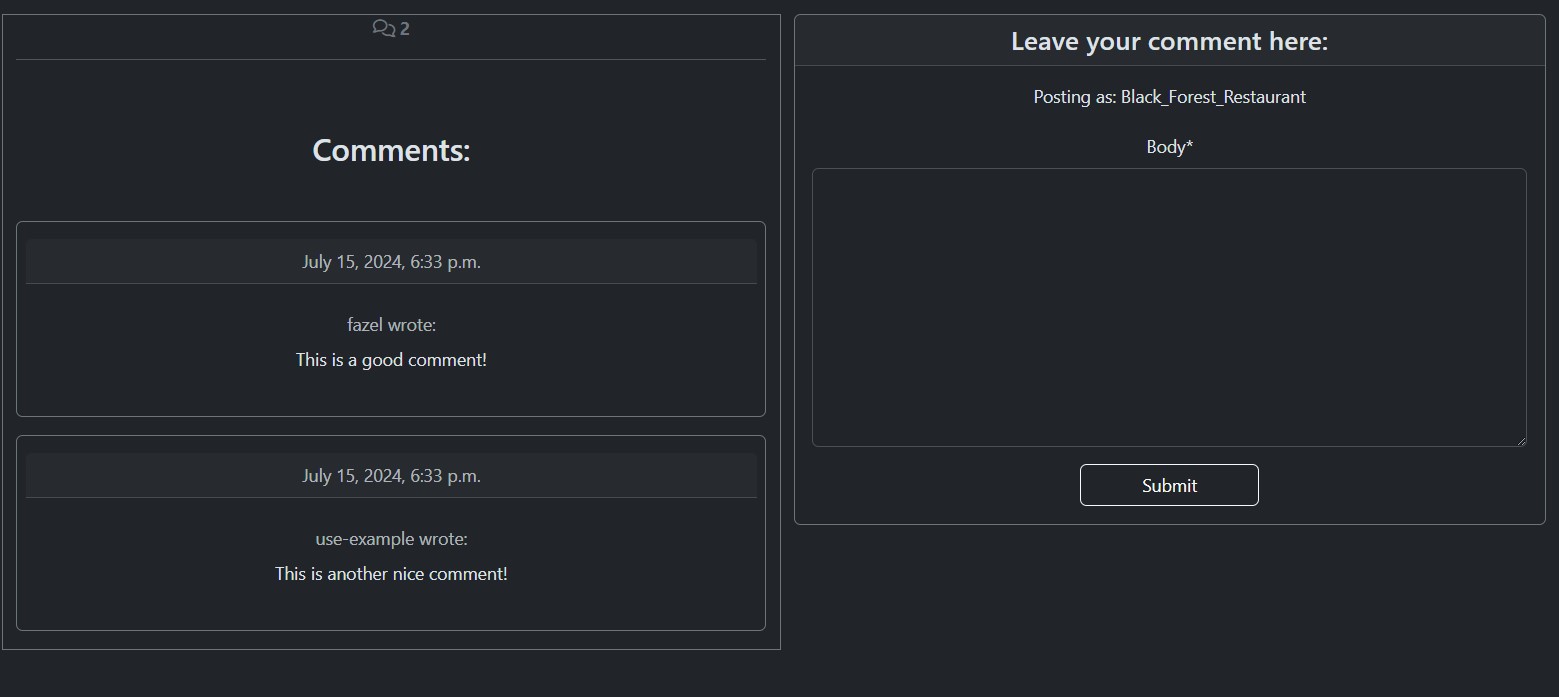 2
Comments:
July 15, 2024, 6:33 p.m.
fazel wrote:
This is a good comment!
July 15, 2024, 6:33 p.m.
use-example wrote:
This is another nice comment!
Leave your comment here:
Posting as: Black_Forest_Restaurant
Body*
Submit